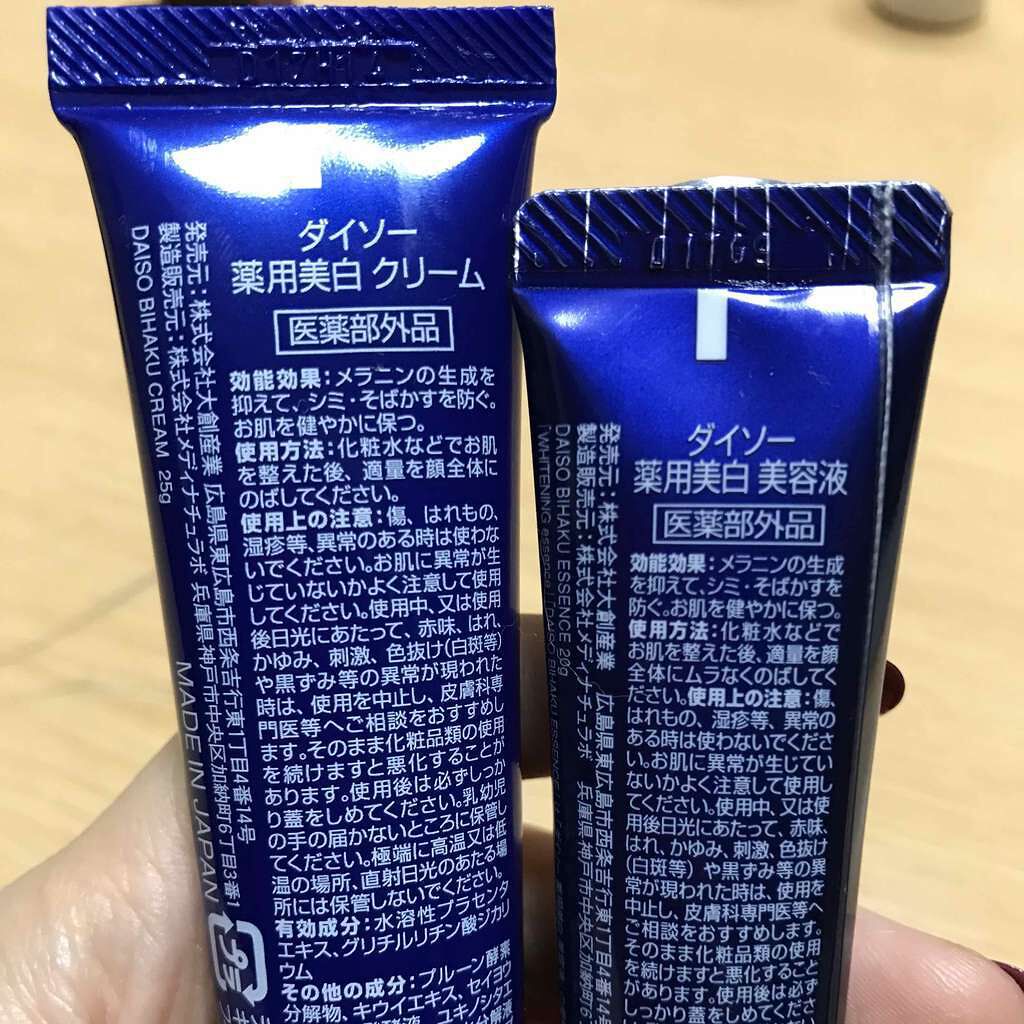 ダイソー
薬用美白 クリーム
医薬部外品
効能効果：メラニンの生成を
抑えて、シミ・そばかすを防ぐ。
お肌を健やかに保つ。
使用方法：化粧水などでお肌
を整えた後、適量を顔全体に
のばしてください。
使用上の注意：傷、はれもの、
湿疹等、異常のある時は使わな
いでください。お肌に異常が生
じていないかよく注意して使用
してください。使用中、又は使用
後日光にあたって、赤味、はれ、
かゆみ、刺激、色抜け(白斑等)
や黒ずみ等の異常が現われた
時は、使用を中止し、皮膚科専
門医等へご相談をおすすめし
ます。そのまま化粧品類の使用
を続けますと悪化することが
あります。使用後は必ずしっか
り蓋をしめてください。乳幼児
の手の届かないところに保管し
てください。極端に高温又は低
温の場所、直射日光のあたる場
所には保管しないでください。
有効成分：水溶性プラセンタ
エキス、グリチルリチン酸ジカリ
ウム
その他の成分：プルーン酵素
分解物、キウイエキス、セイヨウ
ユキノシタエ
発売元：株式会社大創産業 広島県東広島市西条吉行東1丁目4番14号
製造販売元：株式会社メディナチュラボ 兵庫県神戸市中央区加納町6丁目3番1
DAISO BIHAKU CREAM 25g
MADE IN JAPAN
プラ
ダイソー
薬用美白 美容液
医薬部外品
効能効果：メラニンの生成
を抑えて、シミ・そばかすを
防ぐ。お肌を健やかに保つ。
使用方法：化粧水などで
お肌を整えた後、適量を顔
全体にムラなくのばしてく
ださい。使用上の注意：傷、
はれもの、湿疹等、異常の
ある時は使わないでくださ
い。お肌に異常が生じてい
ないかよく注意して使用し
てください。使用中、又は使
用後日光にあたって、赤味、
はれ、かゆみ、刺激、色抜け
(白斑等)や黒ずみ等の異
常が現われた時は、使用を
中止し、皮膚科専門医等へ
ご相談をおすすめします。
そのまま化粧品類の使用
を続けますと悪化すること
があります。使用後は必ず
発売元：株式会社大創産業 広島県東広島市西条吉行東1丁目4番14号
製造販売元：株式会社メディナチュラボ 兵庫県神戸市中央区加納町6
DAISO BIHAKU ESSENCE 20g
「WHITENING essence」「DAISO BIHAKU ESSENCE」